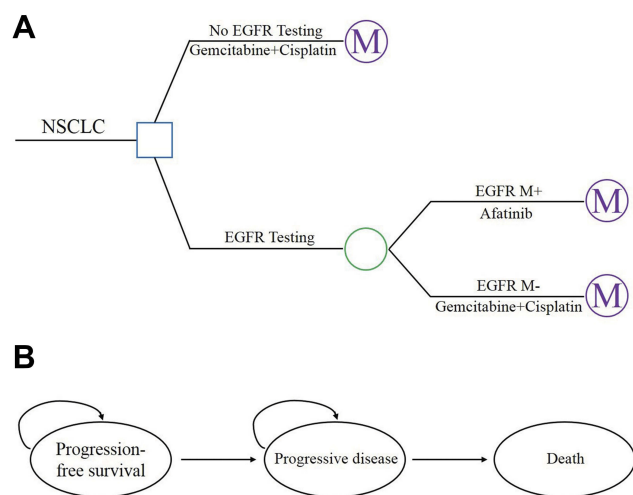 A
No EGFR Testing
Gemcitabine+Cisplatin
M
NSCLC
EGFR M+
Afatinib
M
EGFR Testing
EGFR M-
Gemcitabine+Cisplatin
M
B
Progression-
free survival
Progressive disease
Death